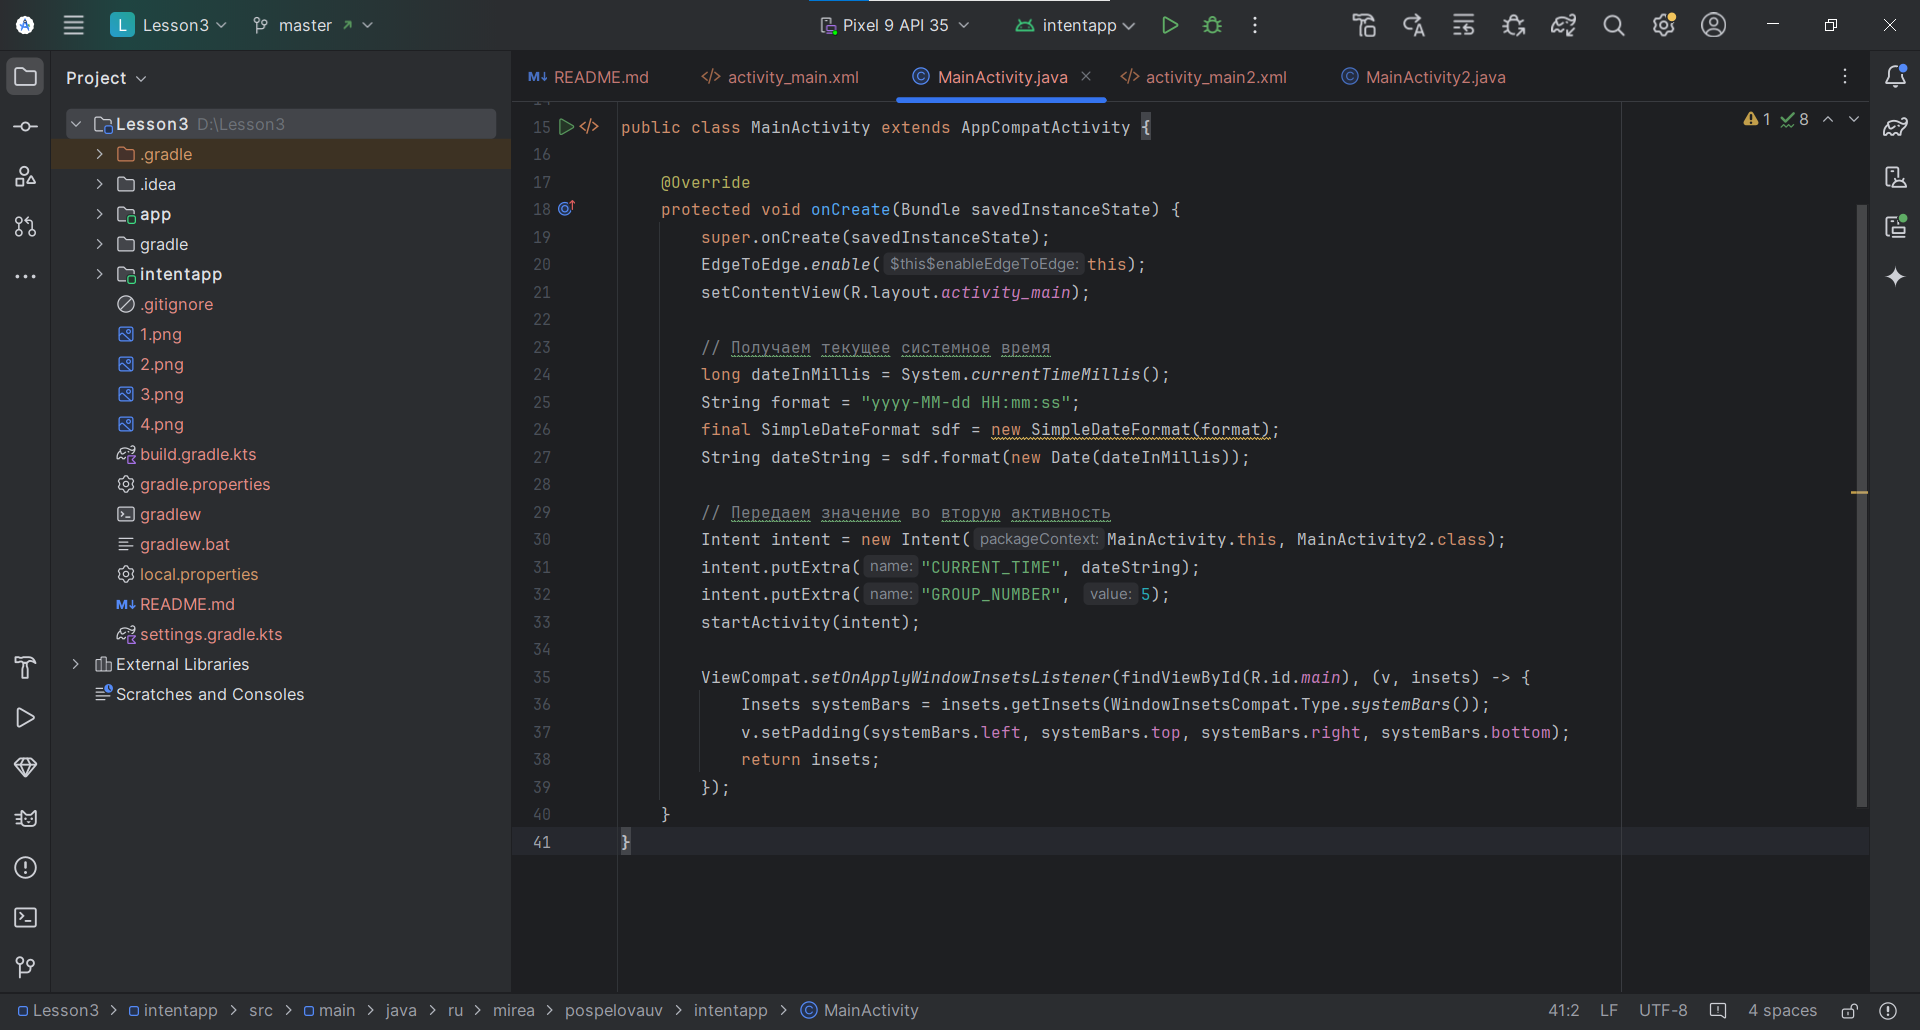 L Lesson3 master Pixel 9 API 35 intentapp
Project
README.md activity_main.xml MainActivity.java activity_main2.xml MainActivity2.java
Lesson3 D:\Lesson3
.gradle
.idea
app
gradle
intentapp
.gitignore
1.png
2.png
3.png
4.png
build.gradle.kts
gradle.properties
gradlew
gradlew.bat
local.properties
README.md
settings.gradle.kts
External Libraries
Scratches and Consoles
1 8
15 public class MainActivity extends AppCompatActivity {
16
17 @Override
18 protected void onCreate(Bundle savedInstanceState) {
19 super.onCreate(savedInstanceState);
20 EdgeToEdge.enable( $this$enableEdgeToEdge: this);
21 setContentView(R.layout.activity_main);
22
23 // Получаем текущее системное время
24 long dateInMillis = System.currentTimeMillis();
25 String format = "yyyy-MM-dd HH:mm:ss";
26 final SimpleDateFormat sdf = new SimpleDateFormat(format);
27 String dateString = sdf.format(new Date(dateInMillis));
28
29 // Передаем значение во вторую активность
30 Intent intent = new Intent( packageContext: MainActivity.this, MainActivity2.class);
31 intent.putExtra( name: "CURRENT_TIME", dateString);
32 intent.putExtra( name: "GROUP_NUMBER", value: 5);
33 startActivity(intent);
34
35 ViewCompat.setOnApplyWindowInsetsListener(findViewById(R.id.main), (v, insets) -> {
36 Insets systemBars = insets.getInsets(WindowInsetsCompat.Type.systemBars());
37 v.setPadding(systemBars.left, systemBars.top, systemBars.right, systemBars.bottom);
38 return insets;
39 });
40 }
41 }
Lesson3 > intentapp > src > main > java > ru > mirea > pospelovauv > intentapp > MainActivity
41:2 LF UTF-8 4 spaces